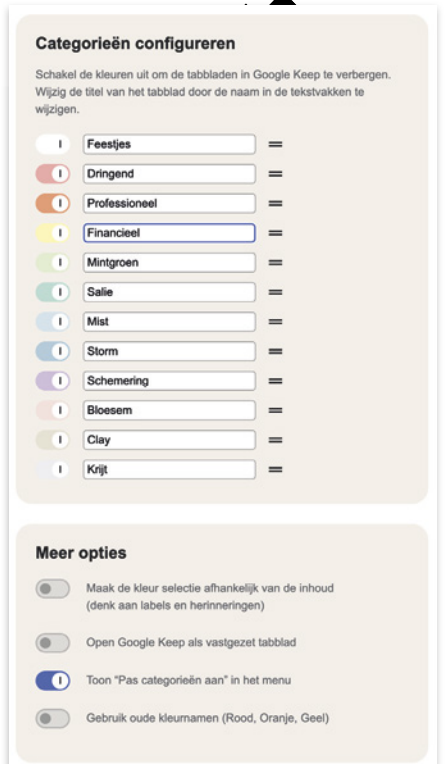 Categorieën configureren
Schakel de kleuren uit om de tabbladen in Google Keep te verbergen.
Wijzig de titel van het tabblad door de naam in de tekstvakken te
wijzigen.
Feestjes
Dringend
Professioneel
Financieel
Mintgroen
Salie
Mist
Storm
Schemering
Bloesem
Clay
Krijt
Meer opties
Maak de kleur selectie afhankelijk van de inhoud
(denk aan labels en herinneringen)
Open Google Keep als vastgezet tabblad
Toon "Pas categorieën aan" in het menu
Gebruik oude kleurnamen (Rood, Oranje, Geel)